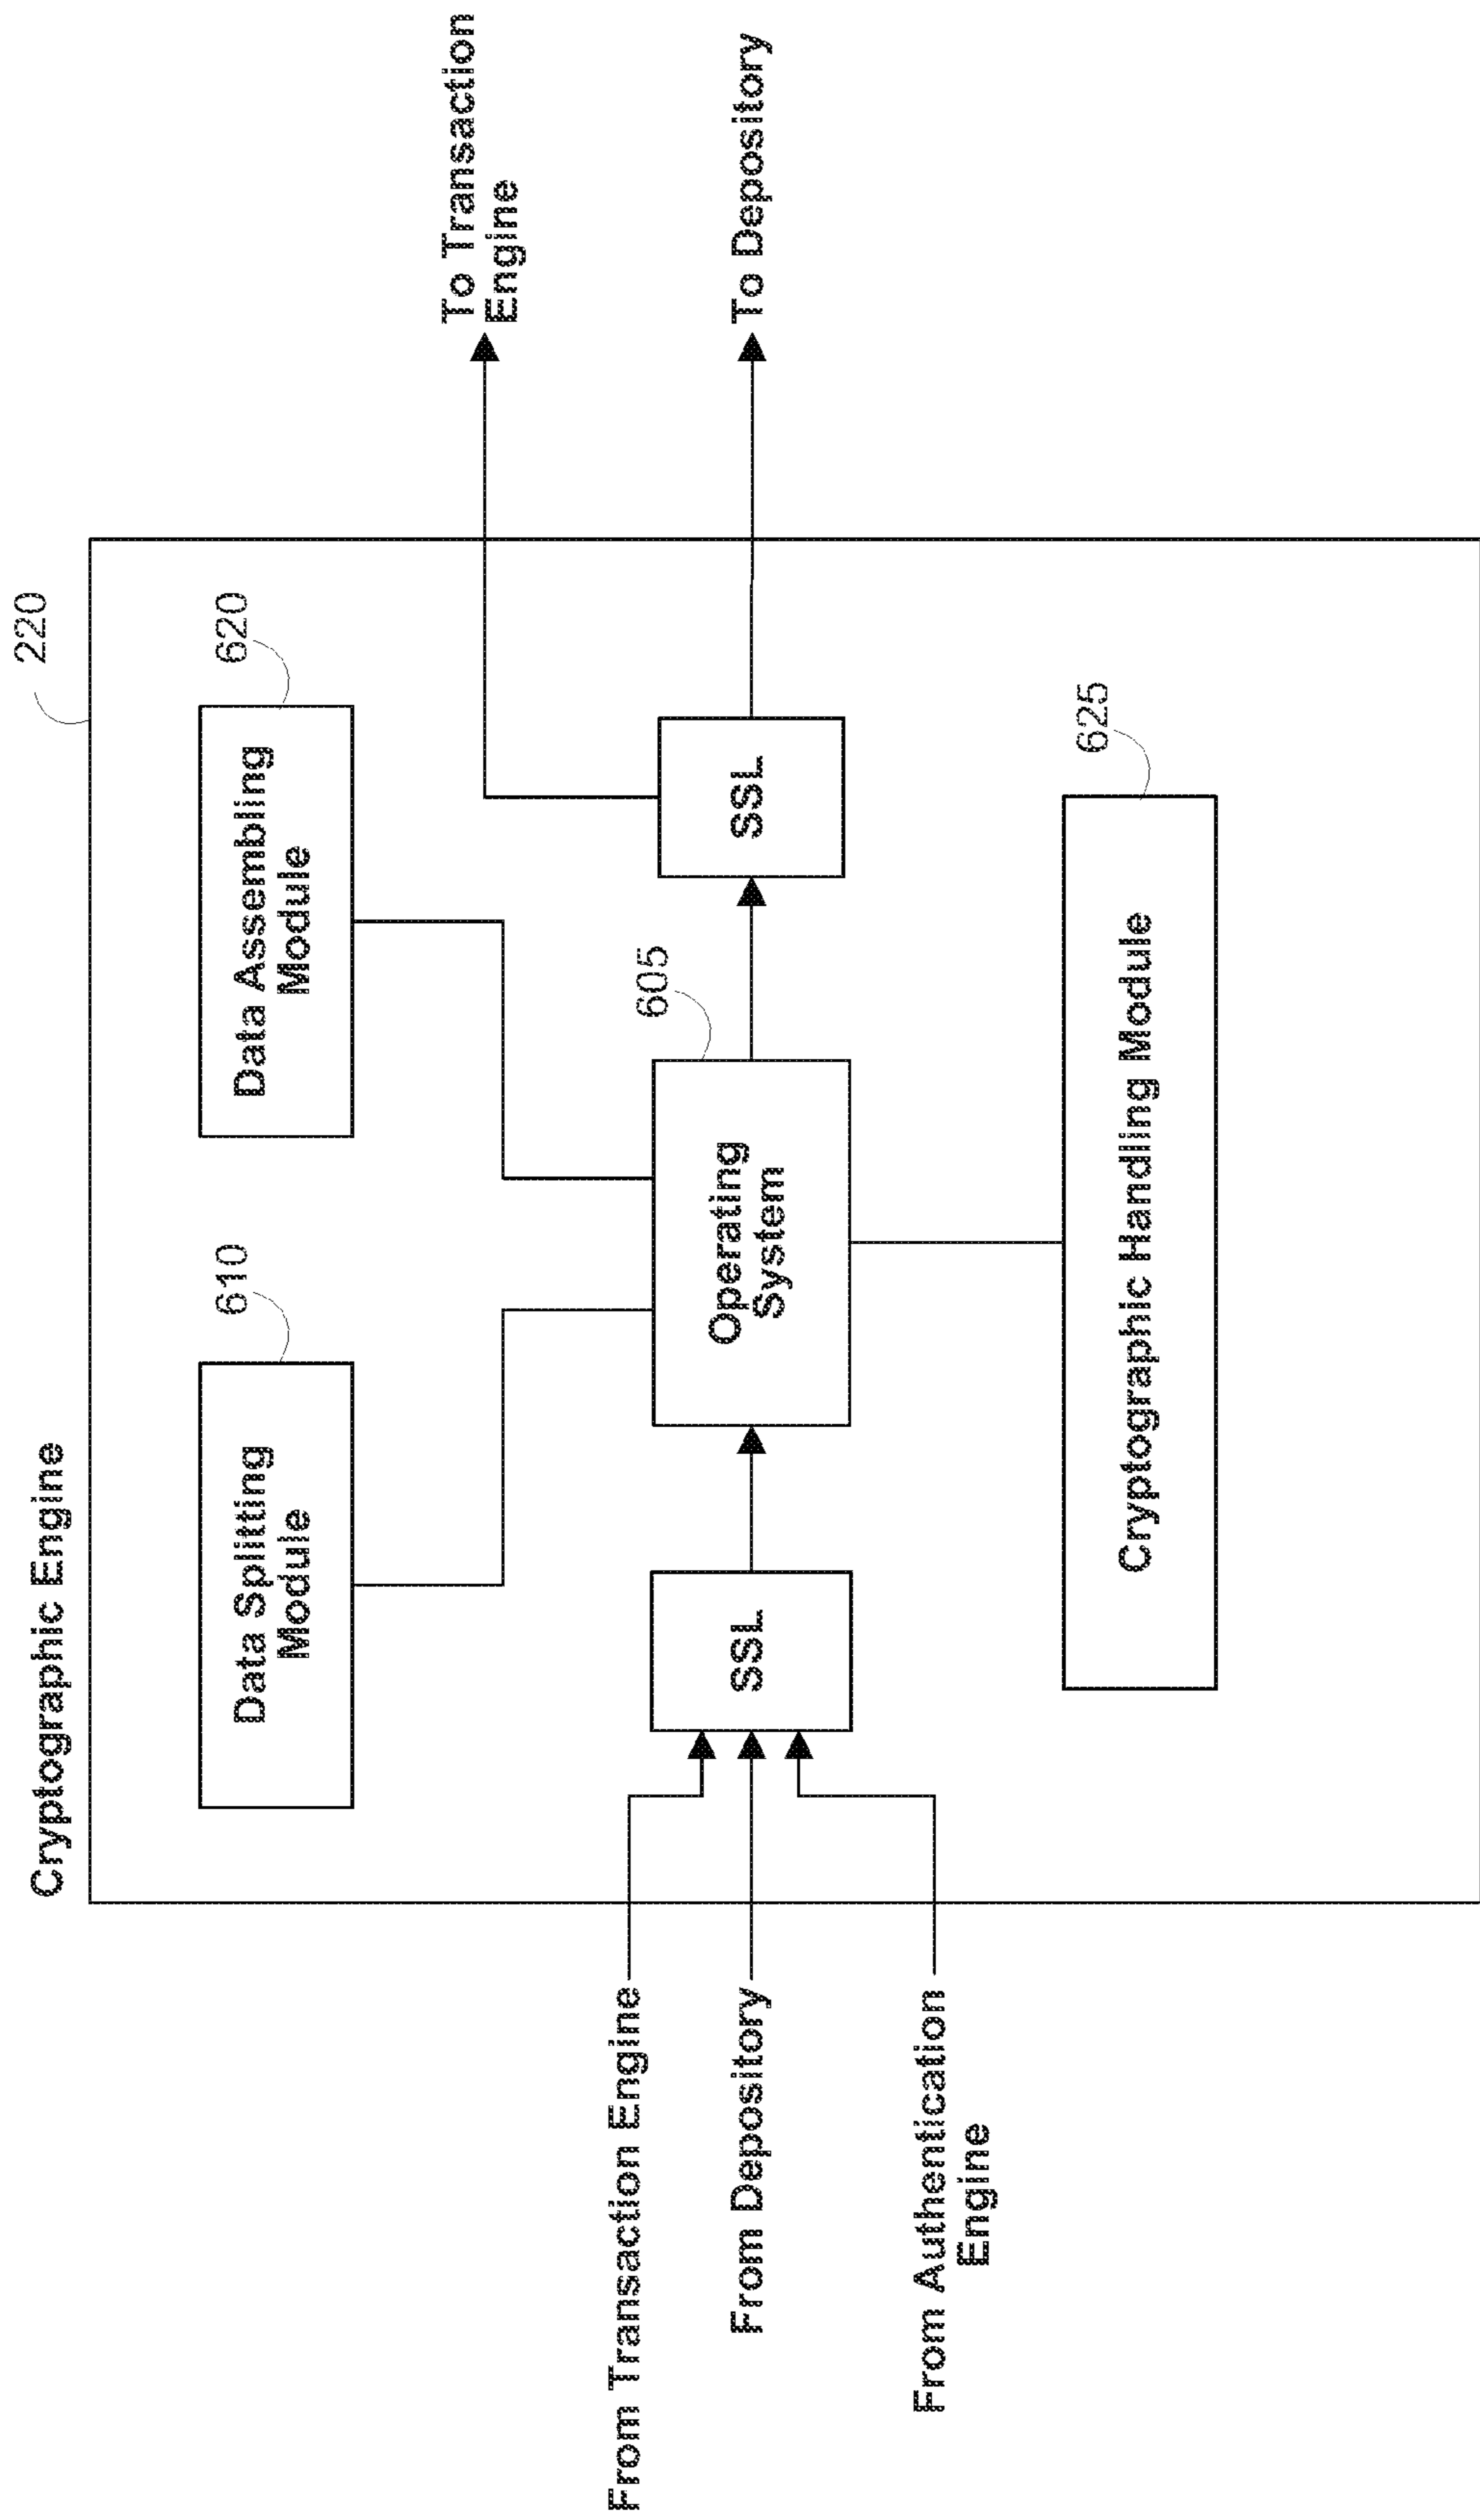 Cryptographic Engine
220
Data Splitting
Module
610
Data Assembling
Module
620
To Transaction
Engine
From Transaction Engine
From Depository
From Authentication
Engine
SSL
Operating
System
605
SSL
To Depository
Cryptographic Handling Module
625